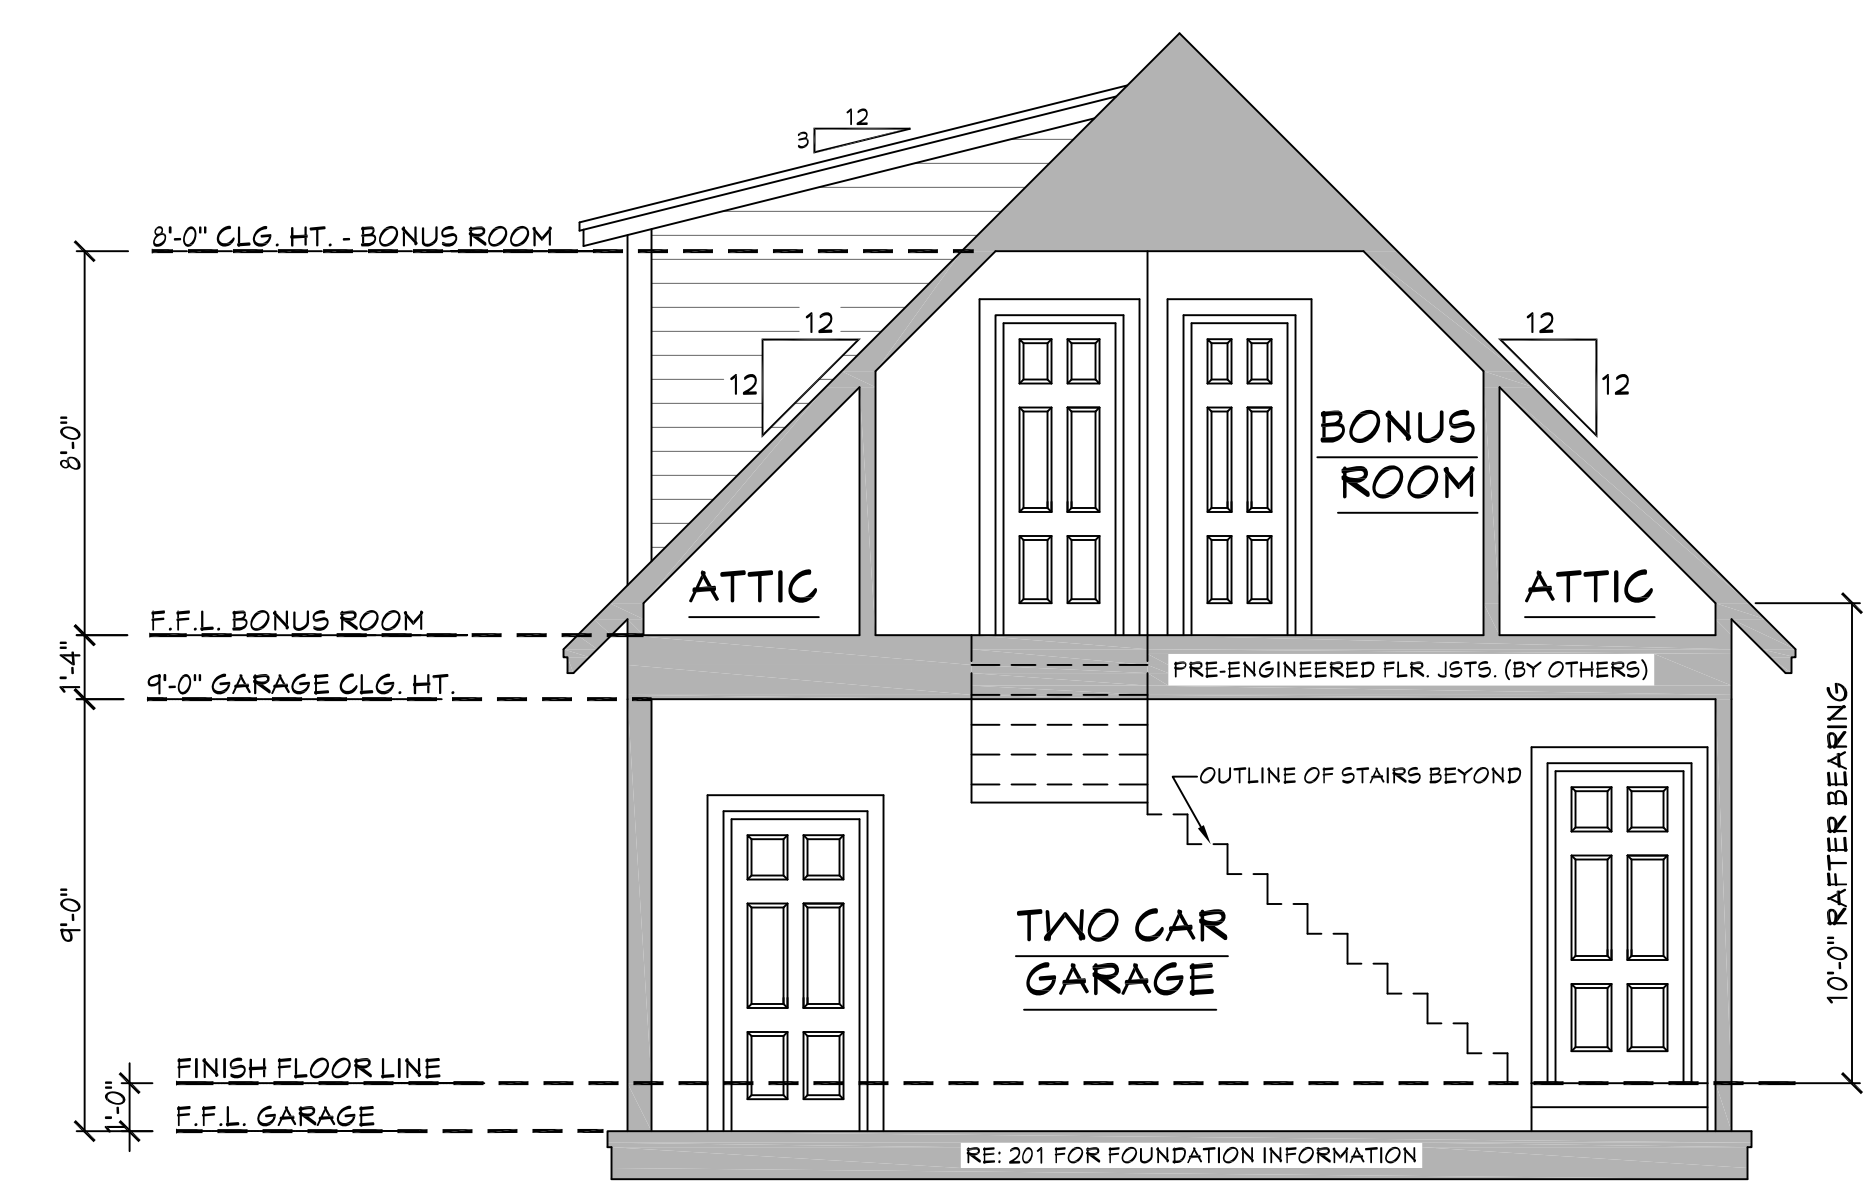 12
3
8'-0" CLG. HT. - BONUS ROOM
12
12
12
12
8'-0"
BONUS
ROOM
ATTIC
ATTIC
F.F.L. BONUS ROOM
1'-4"
PRE-ENGINEERED FLR. JSTS. (BY OTHERS)
9'-0" GARAGE CLG. HT.
OUTLINE OF STAIRS BEYOND
10'-0" RAFTER BEARING
9'-0"
TWO CAR
GARAGE
FINISH FLOOR LINE
1'-0"
F.F.L. GARAGE
RE: 201 FOR FOUNDATION INFORMATION